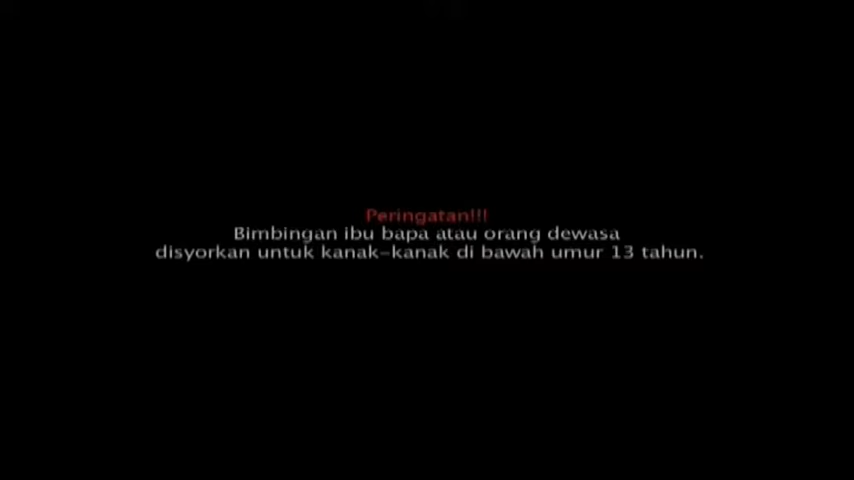 Peringatan!!!
Bimbingan ibu bapa atau orang dewasa
disyorkan untuk kanak-kanak di bawah umur 13 tahun.